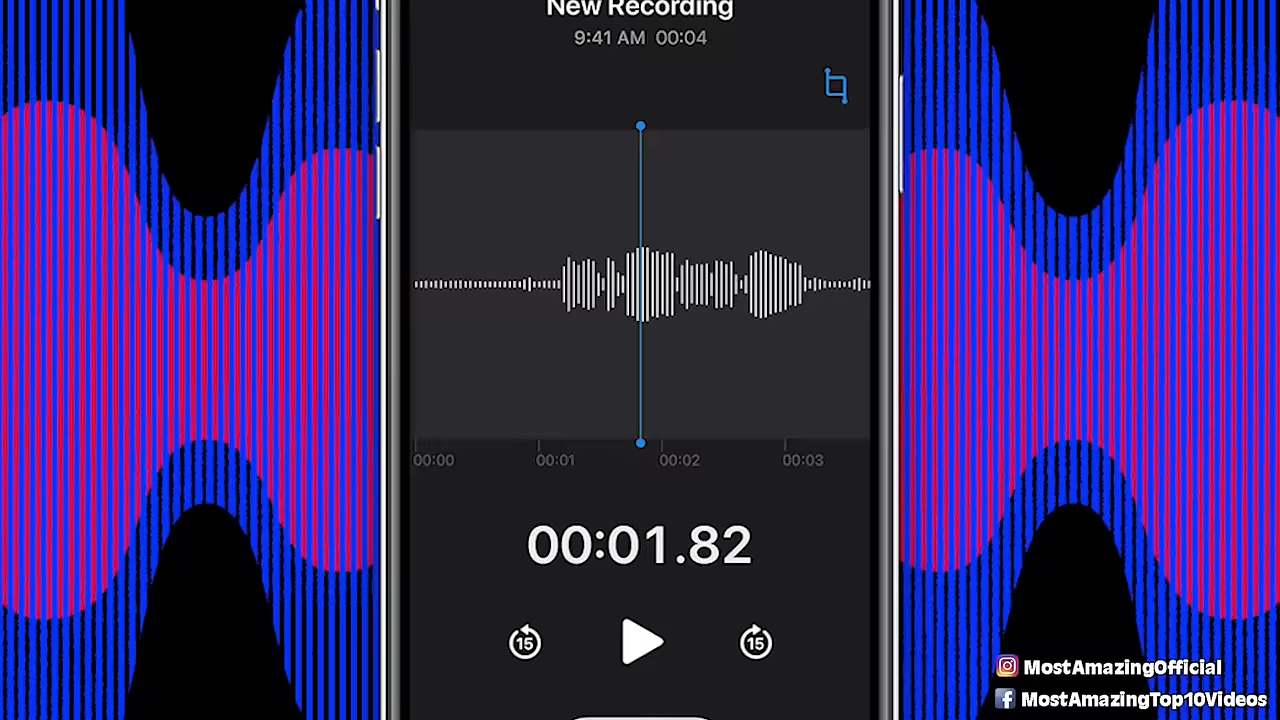 New Recording
9:41 AM 00:04
00:00 00:01 00:02 00:03
00:01.82
15 15
MostAmazingOfficial
MostAmazingTop10Videos